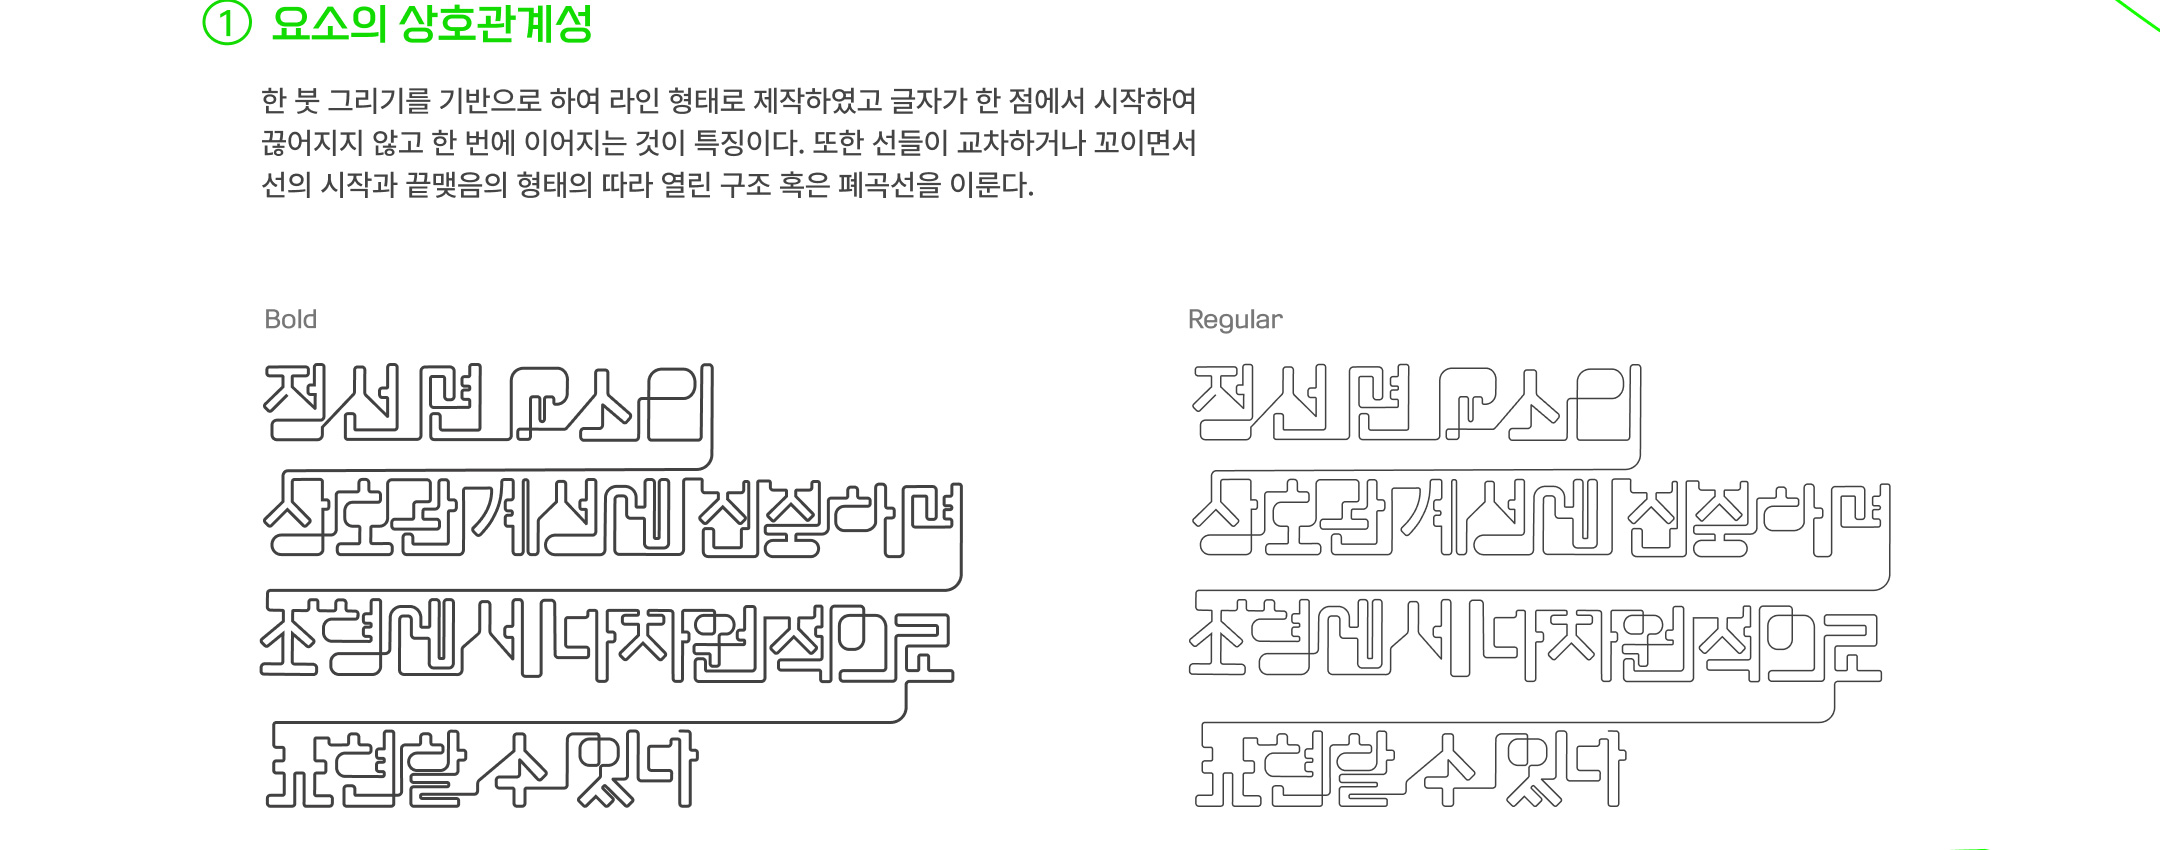 ① 요소의 상호관계성
한 붓 그리기를 기반으로 하여 라인 형태로 제작하였고 글자가 한 점에서 시작하여
끊어지지 않고 한 번에 이어지는 것이 특징이다. 또한 선들이 교차하거나 꼬이면서
선의 시작과 끝맺음의 형태의 따라 열린 구조 혹은 폐곡선을 이룬다.
Bold
점선면 요소의
상호관계성에 집중하면
조형에서 다차원적으로
표현할 수 있다
Regular
점선면 요소의
상호관계성에 집중하면
조형에서 다차원적으로
표현할 수 있다